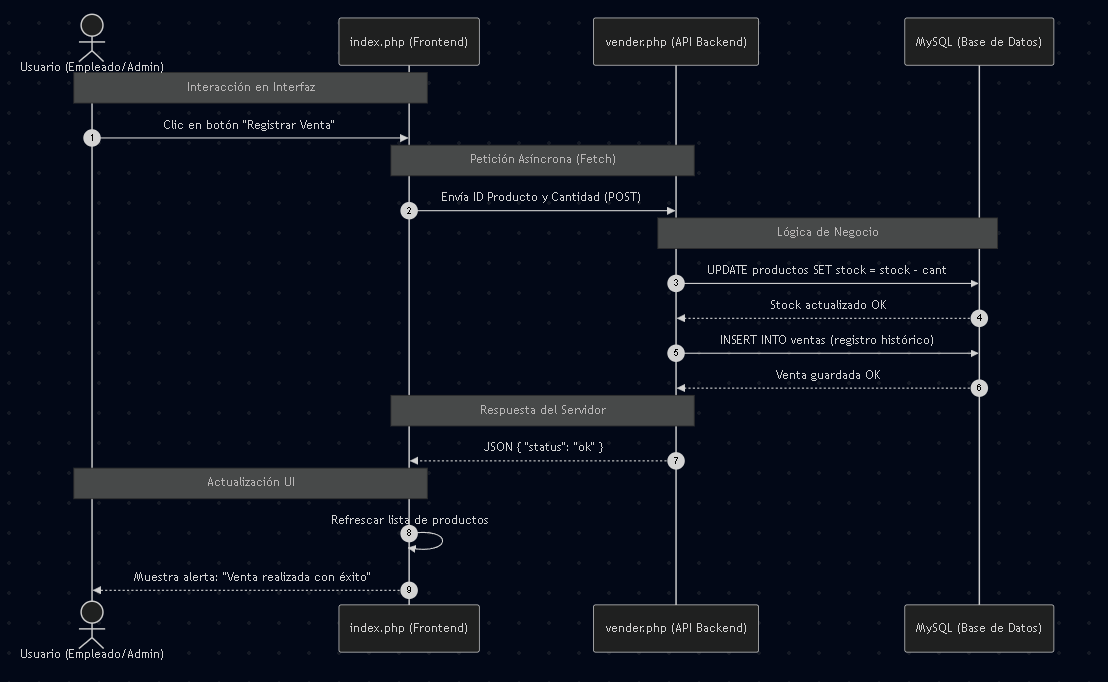 index.php (Frontend)
vender.php (API Backend)
MySQL (Base de Datos)
Usuario (Empleado/Admin)
Interacción en Interfaz
Clic en botón "Registrar Venta"
1
Petición Asíncrona (Fetch)
Envía ID Producto y Cantidad (POST)
2
Lógica de Negocio
UPDATE productos SET stock = stock - cant
3
Stock actualizado OK
4
INSERT INTO ventas (registro histórico)
5
Venta guardada OK
6
Respuesta del Servidor
JSON { "status": "ok" }
7
Actualización UI
Refrescar lista de productos
8
Muestra alerta: "Venta realizada con éxito"
9
index.php (Frontend)
vender.php (API Backend)
MySQL (Base de Datos)
Usuario (Empleado/Admin)